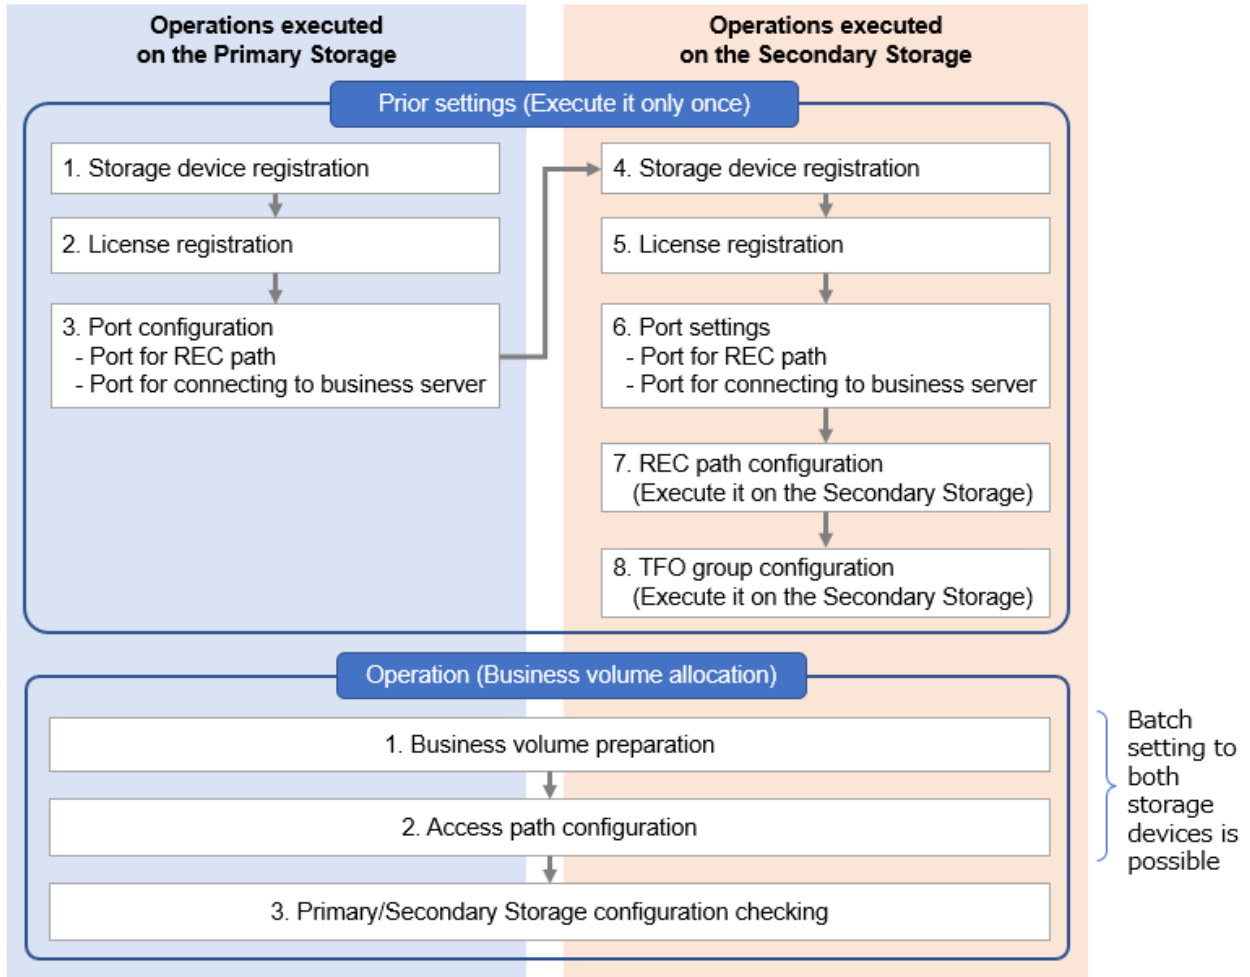 Operations executed
on the Primary Storage
Operations executed
on the Secondary Storage
Prior settings (Execute it only once)
1. Storage device registration
2. License registration
3. Port configuration
- Port for REC path
- Port for connecting to business server
4. Storage device registration
5. License registration
6. Port settings
- Port for REC path
- Port for connecting to business server
7. REC path configuration
(Execute it on the Secondary Storage)
8. TFO group configuration
(Execute it on the Secondary Storage)
Operation (Business volume allocation)
1. Business volume preparation
2. Access path configuration
3. Primary/Secondary Storage configuration checking
Batch
setting to
both
storage
devices is
possible